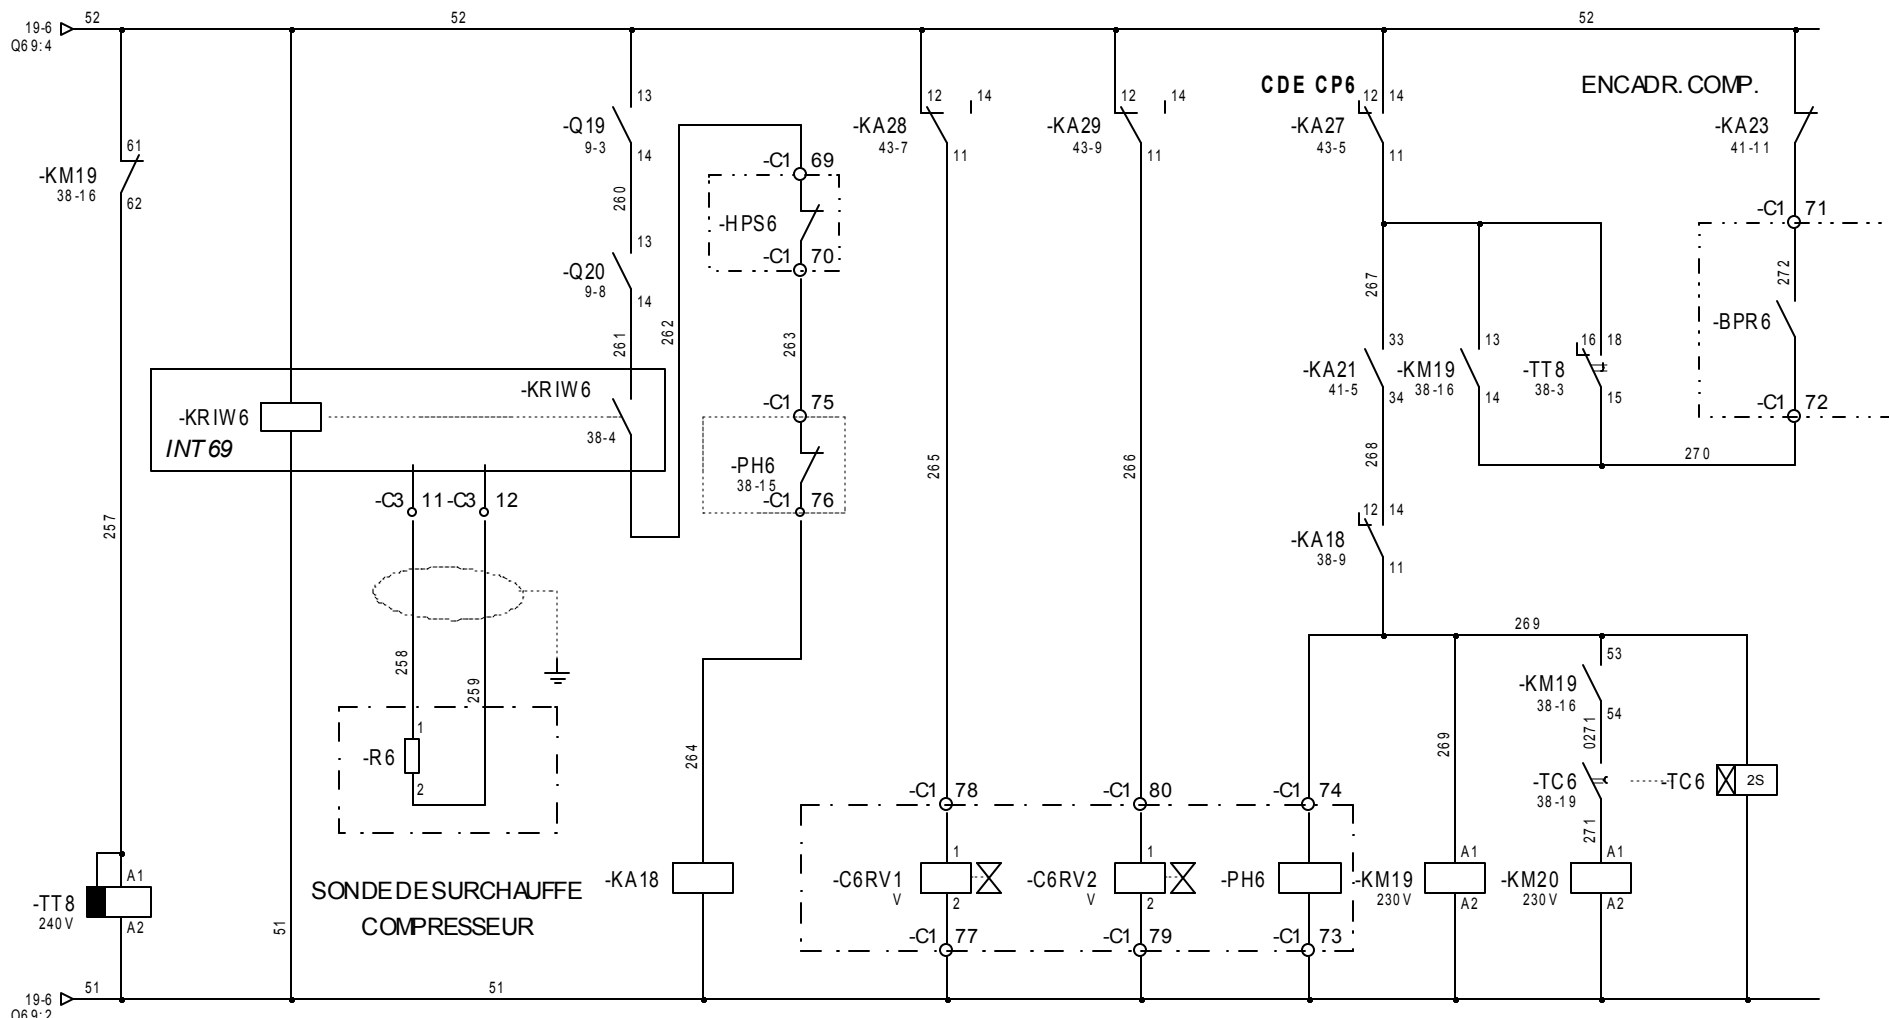 52
52
52
19-6
Q69:4
13
-Q19
9-3
14
260
13
-Q20
9-8
14
261
262
61
-KM19
38-16
62
257
-C1 69
-HPS6
-C1 70
263
-C1 75
-PH6
38-15
-C1 76
264
12
14
-KA28
43-7
11
265
12
14
-KA29
43-9
11
266
CDE CP6
12 14
-KA27
43-5
11
267
ENCADR. COMP.
-KA23
41-11
-C1 71
272
-BPR6
-C1 72
33
-KA21
41-5
34
268
13
-KM19
38-16
14
16 18
-TT8
38-3
15
270
12 14
-KA18
38-9
11
-KRIW6
INT69
-KRIW6
38-4
-C3 11
-C3 12
258
259
1
-R6
2
SONDE DE SURCHAUFFE
COMPRESSEUR
51
A1
-TT8
240V
A2
-KA18
-C1 78
1
-C6RV1
V
2
-C1 77
-C1 80
1
-C6RV2
V
2
-C1 79
-C1 74
-PH6
-C1 73
269
269
A1
-KM19
230V
A2
53
-KM19
38-16
54
0271
-TC6
38-19
271
A1
-KM20
230V
A2
-TC6
2S
51
51
19-6
Q69:2